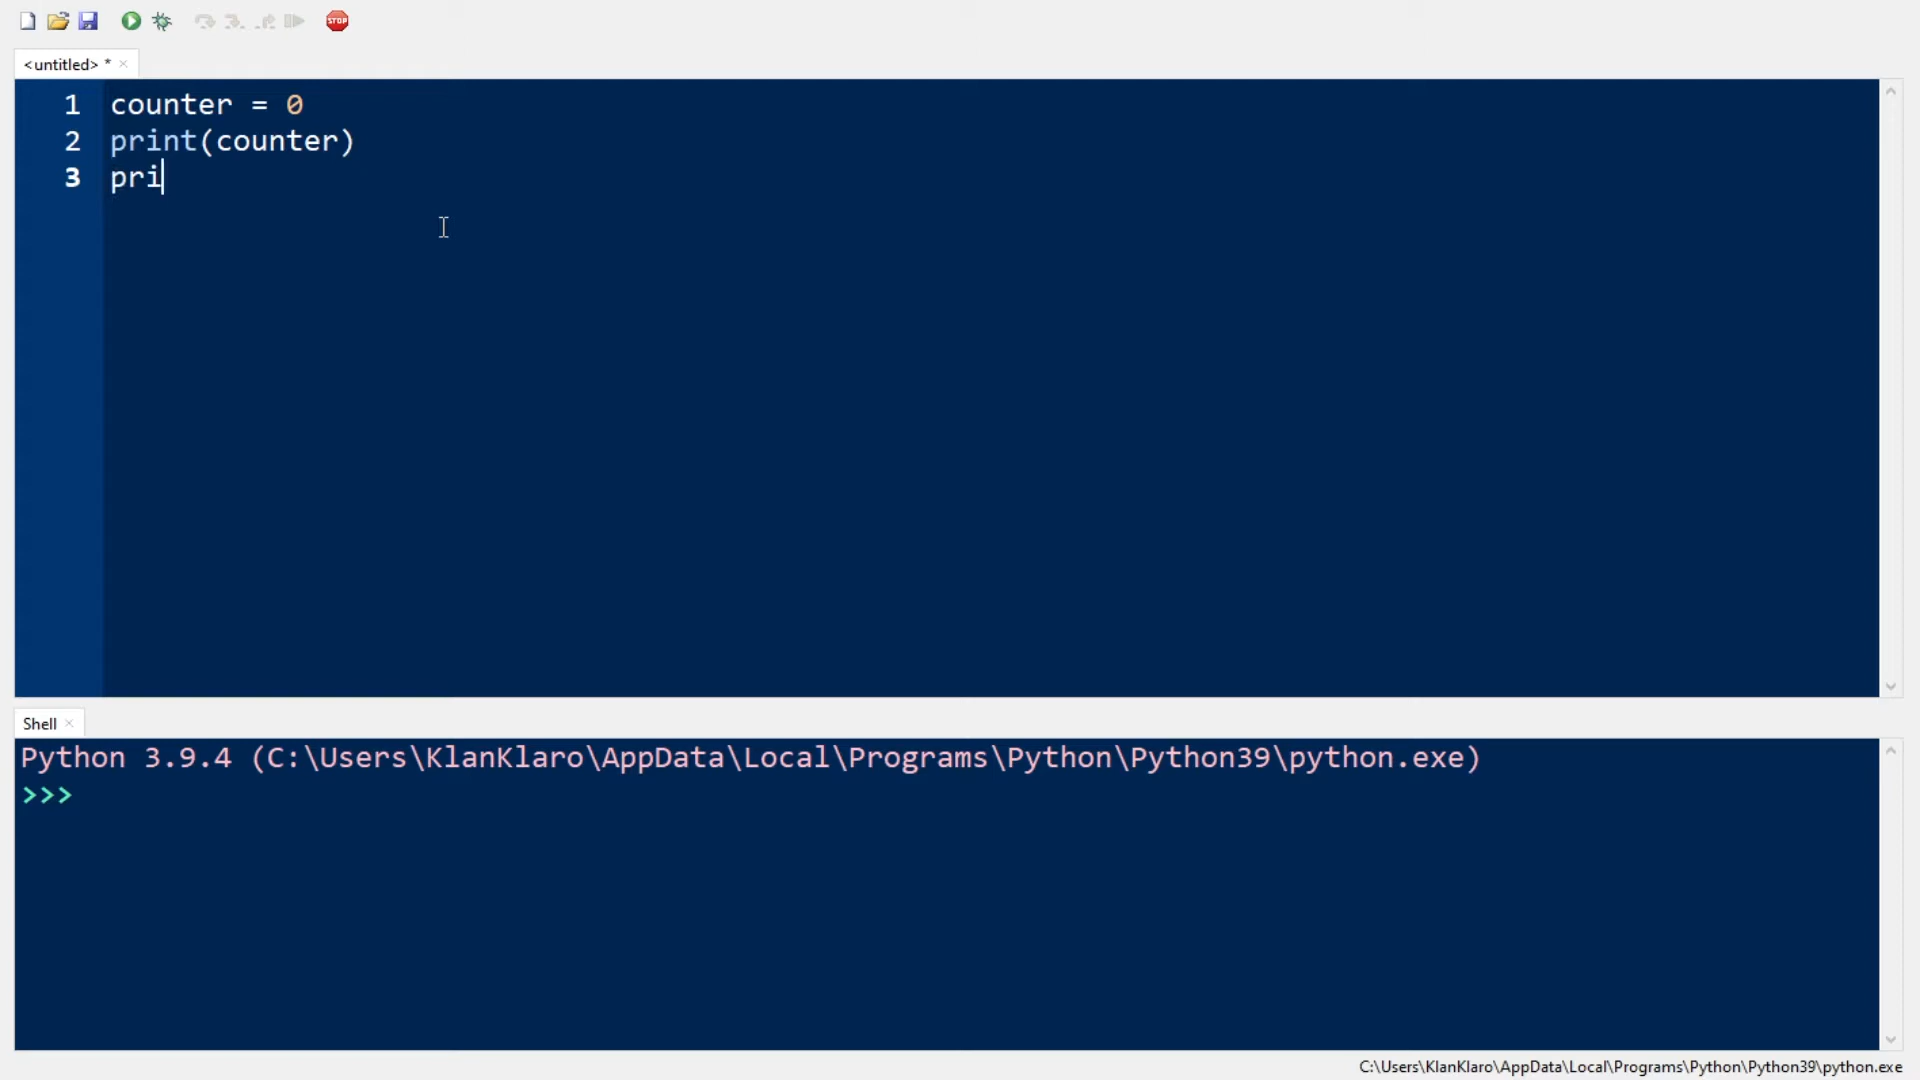 STOP
<untitled> * ×
1 counter = 0
2 print(counter)
3 pri
Shell ×
Python 3.9.4 (C:\Users\KlanKlaro\AppData\Local\Programs\Python\Python39\python.exe)
>>>
C:\Users\KlanKlaro\AppData\Local\Programs\Python\Python39\python.exe